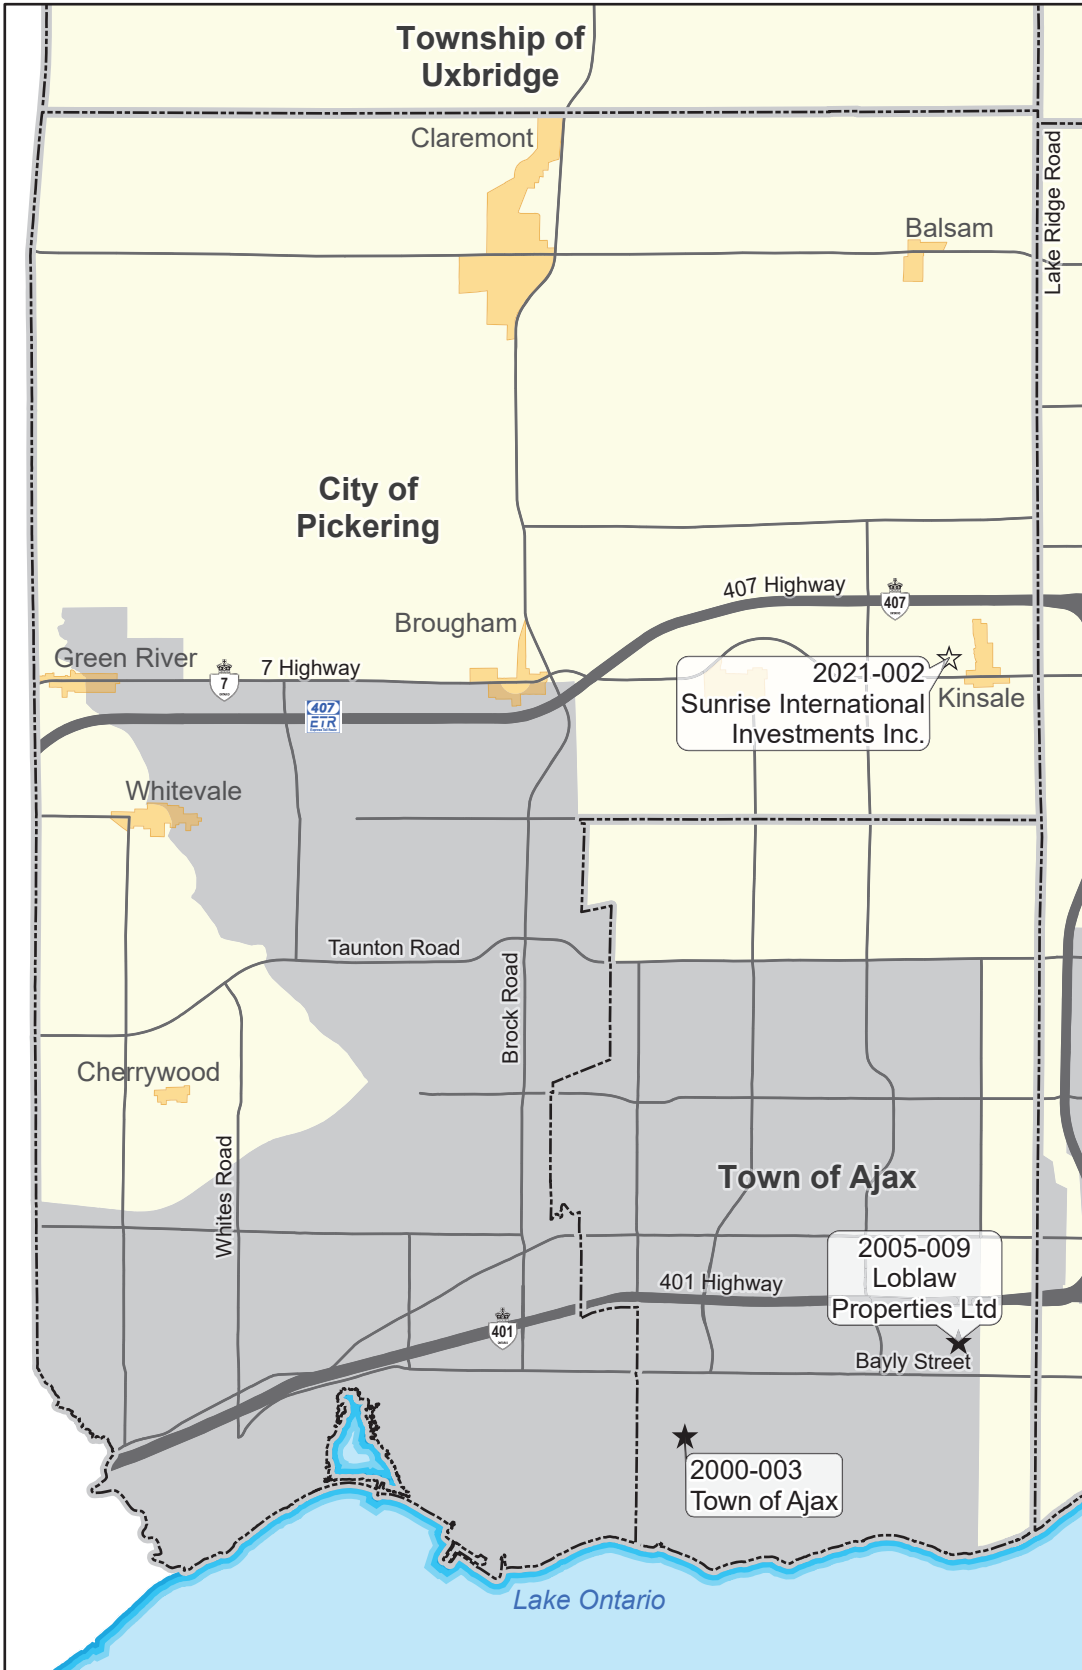 Township of
Uxbridge
Claremont
Lake Ridge Road
Balsam
City of
Pickering
407 Highway
407
Brougham
Green River
7 Highway
7
2021-002
Sunrise International
Investments Inc.
Kinsale
407
ETR
Whitevale
Taunton Road
Brock Road
Cherrywood
Whites Road
Town of Ajax
2005-009
Loblaw
Properties Ltd
401 Highway
401
Bayly Street
2000-003
Town of Ajax
Lake Ontario